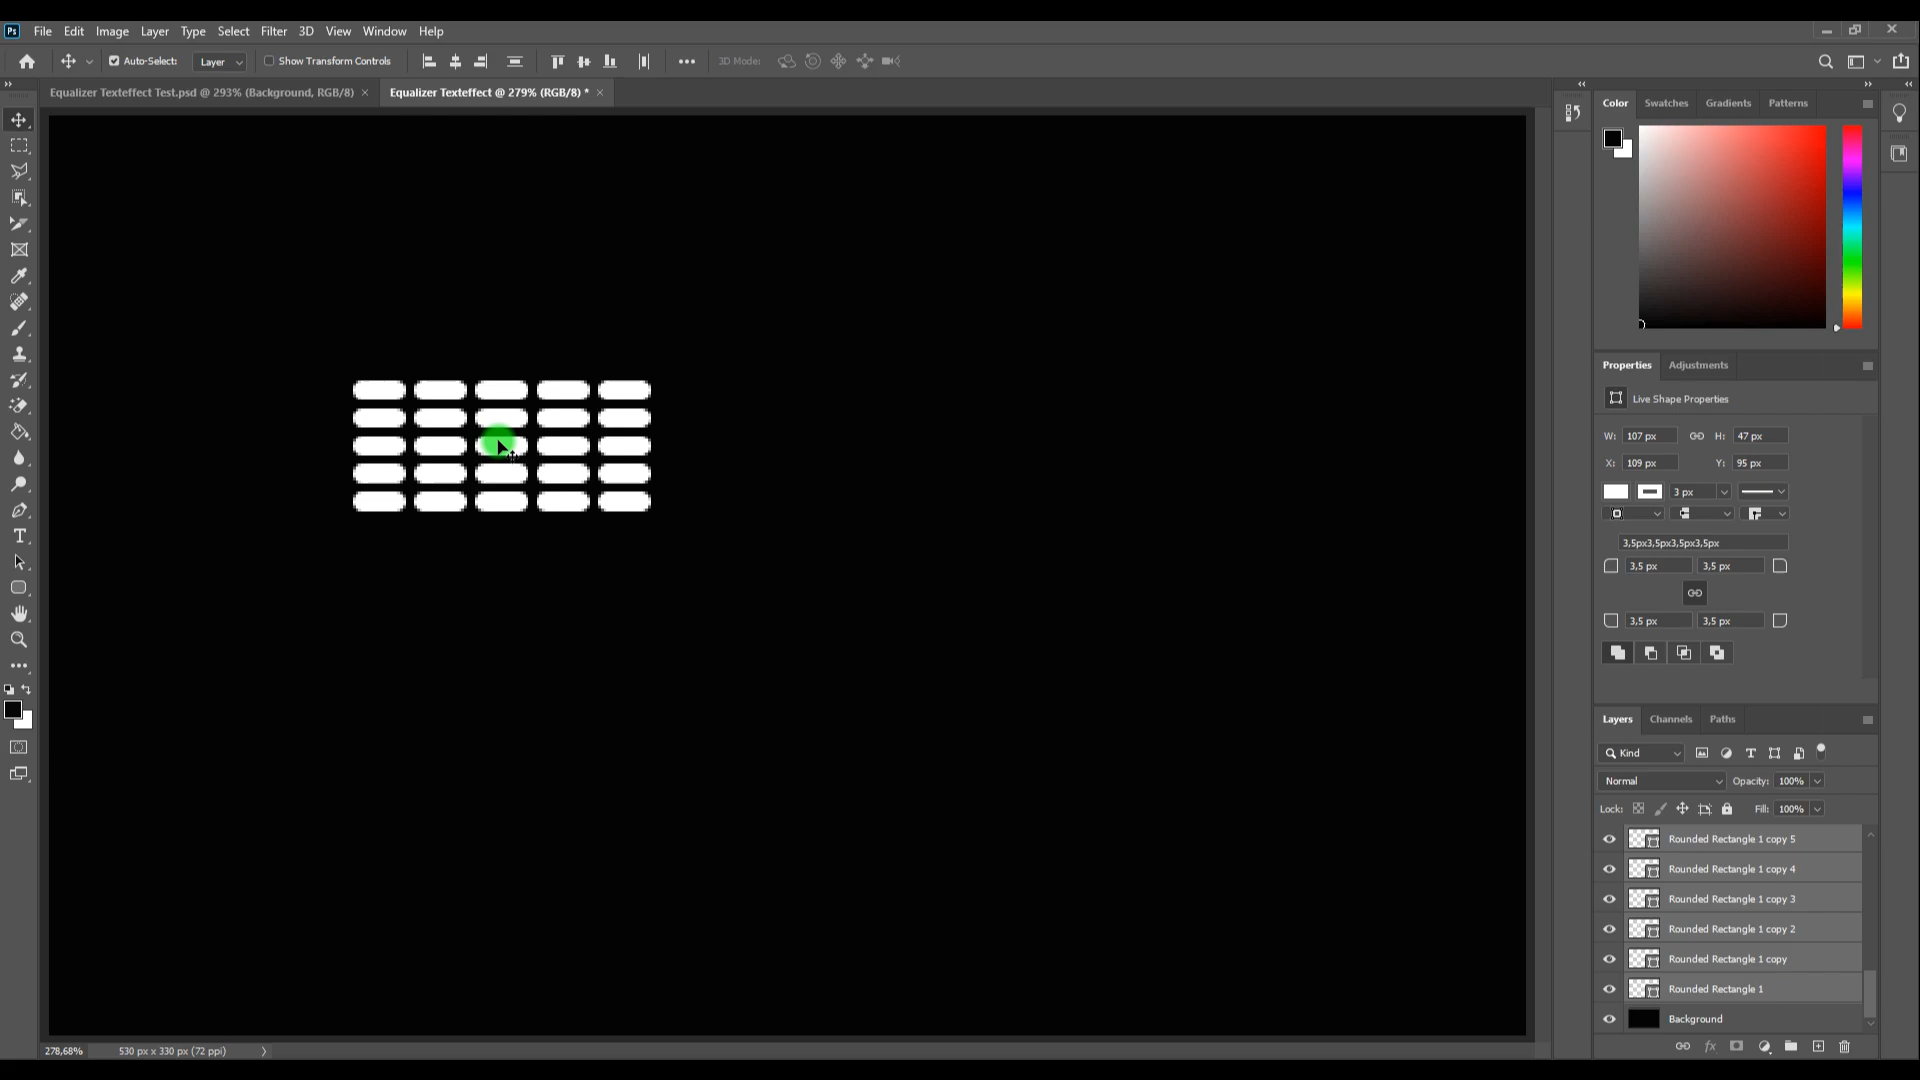 Ps File Edit Image Layer Type Select Filter 3D View Window Help
Auto-Select: Layer Show Transform Controls 3D Mode:
Equalizer Texteffect Test.psd @ 293% (Background, RGB/8) × Equalizer Texteffect @ 279% (RGB/8) * ×
Color Swatches Gradients Patterns
Properties Adjustments
Live Shape Properties
W: 107 px H: 47 px
X: 109 px Y: 95 px
3 px
3,5px3,5px3,5px3,5px
3,5 px 3,5 px
3,5 px 3,5 px
Layers Channels Paths
Kind
Normal Opacity: 100%
Lock: Fill: 100%
Rounded Rectangle 1 copy 5
Rounded Rectangle 1 copy 4
Rounded Rectangle 1 copy 3
Rounded Rectangle 1 copy 2
Rounded Rectangle 1 copy
Rounded Rectangle 1
Background
fx
278,68% 530 px x 330 px (72 ppi)